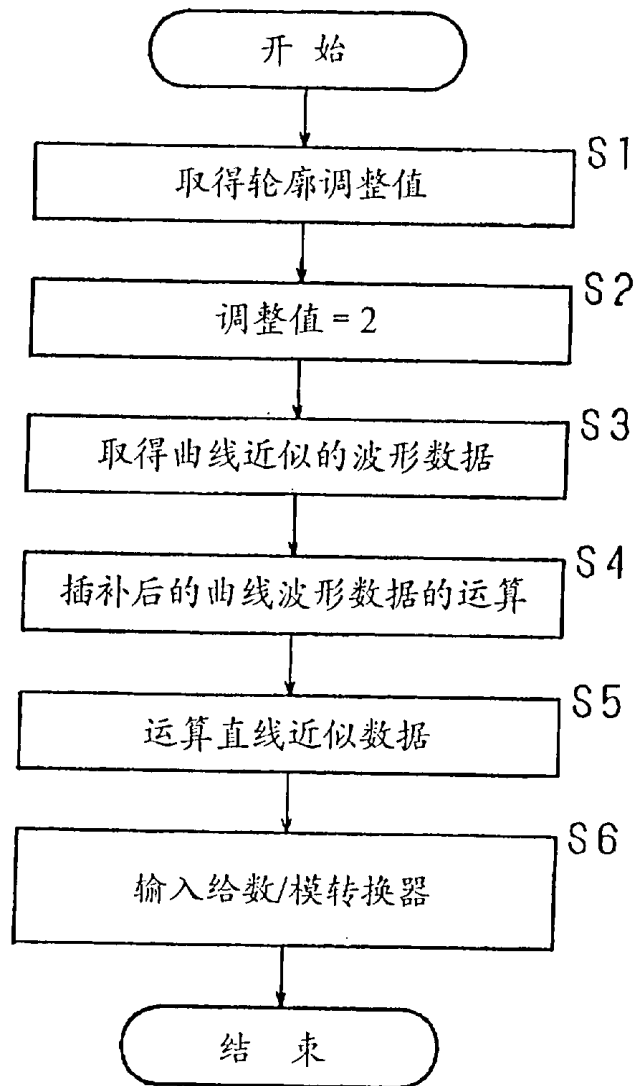 开 始
S1
取得轮廓调整值
S2
调整值 = 2
S3
取得曲线近似的波形数据
S4
插补后的曲线波形数据的运算
S5
运算直线近似数据
S6
输入给数/模转换器
结 束